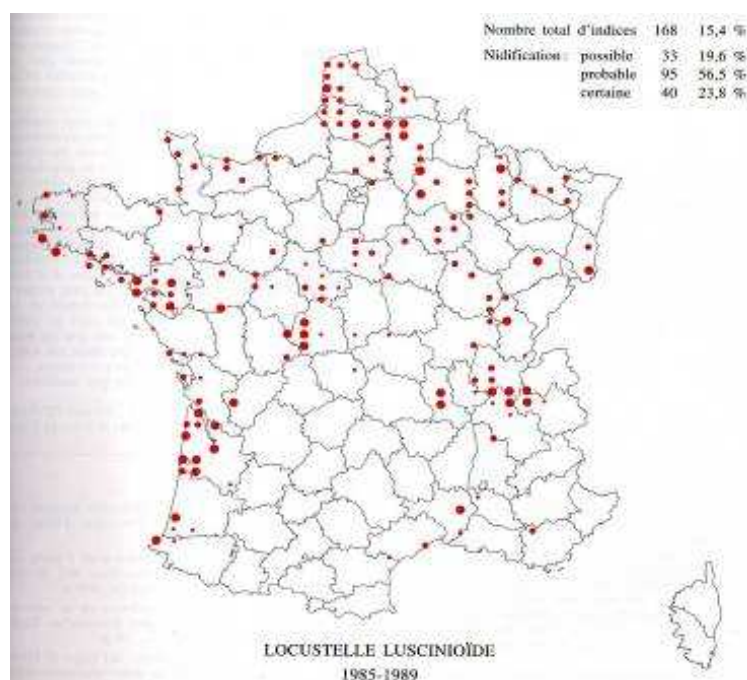 Nombre total d'indices 168 15,4 %
Nidification : possible 33 19,6 %
probable 95 56,5 %
certaine 40 23,8 %
LOCUSTELLE LUSCINIOÏDE
1985-1989